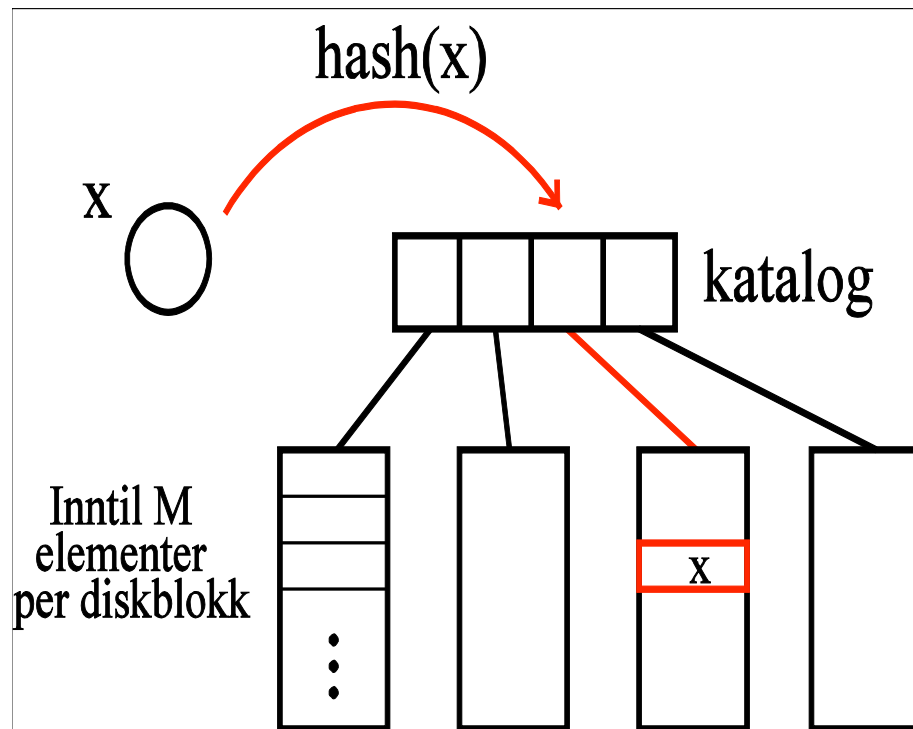 hash(x)
x
katalog
Inntil M
elementer
per diskblokk
x